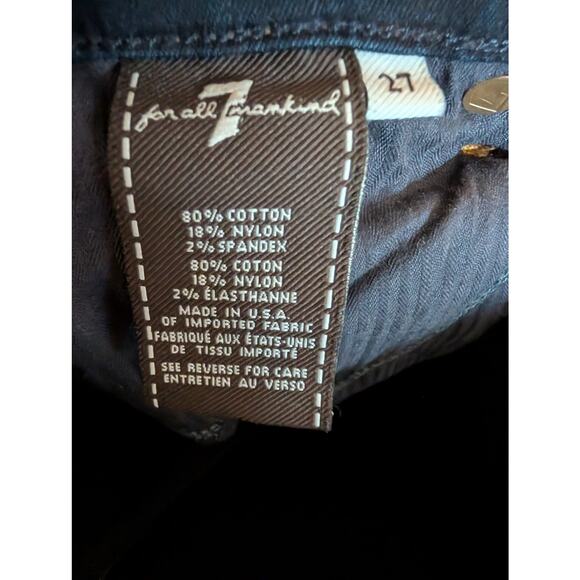 for all 7 mankind
27
80% COTTON
18% NYLON
2% SPANDEX
80% COTON
18% NYLON
2% ÉLASTHANNE
MADE IN U.S.A.
OF IMPORTED FABRIC
FABRIQUÉ AUX ÉTATS-UNIS
DE TISSU IMPORTÉ
SEE REVERSE FOR CARE
ENTRETIEN AU VERSO